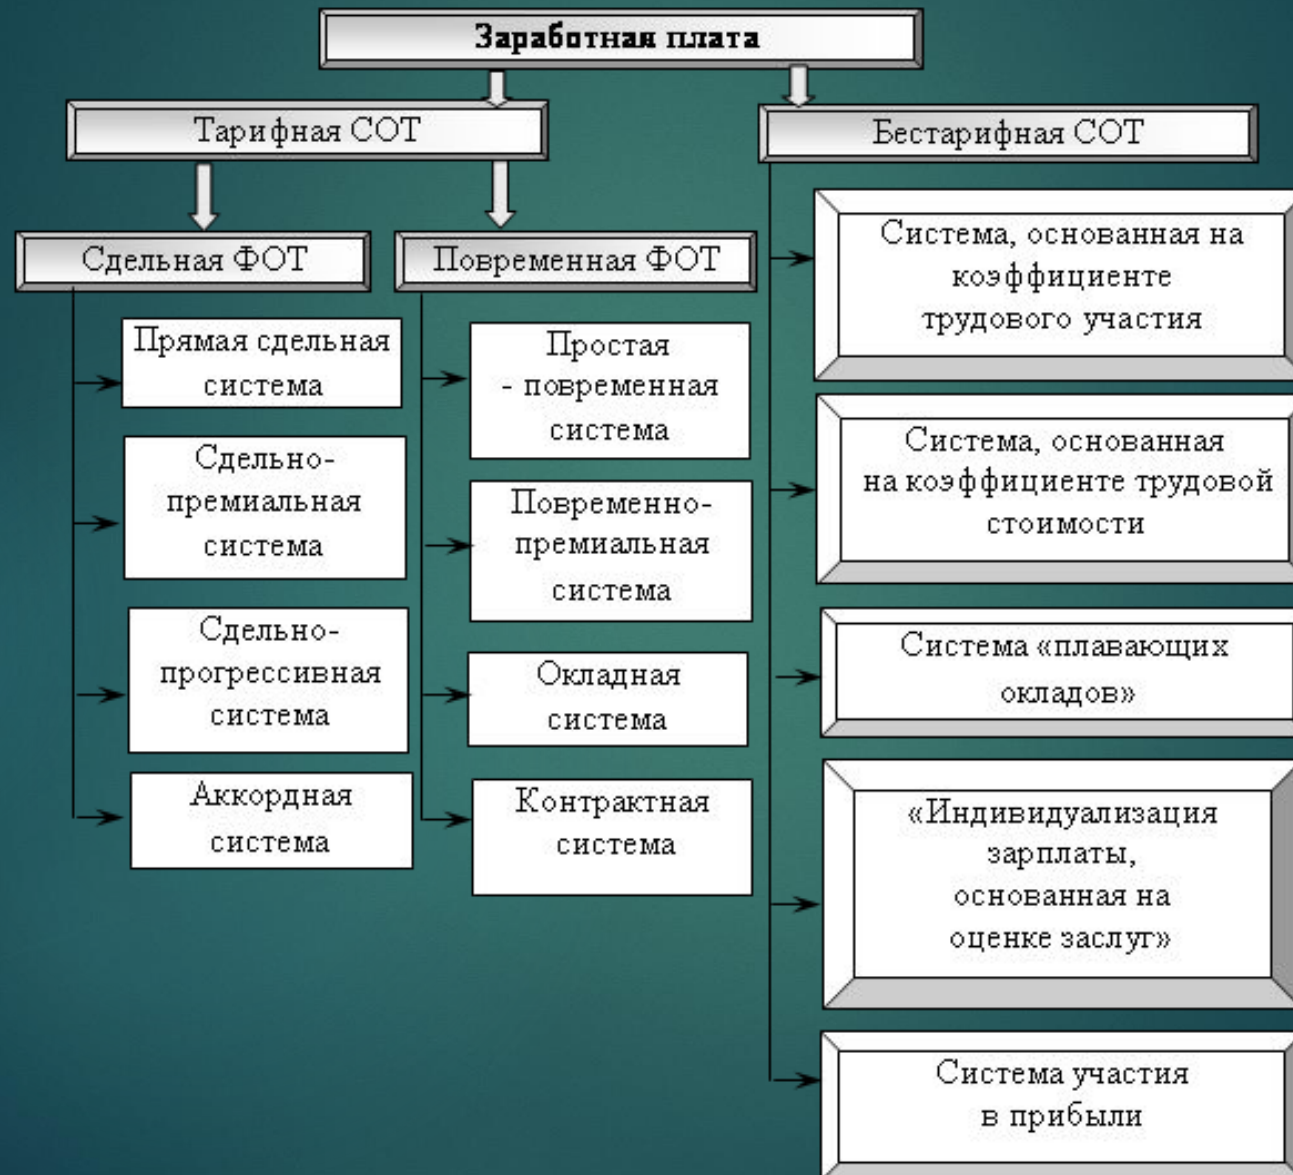 Заработная плата
Тарифная СОТ
Бестарифная СОТ
Сдельная ФОТ
Прямая сдельная
система
Сдельно-
премиальная
система
Сдельно-
прогрессивная
система
Аккордная
система
Повременная ФОТ
Простая
- повременная
система
Повременно-
премиальная
система
Окладная
система
Контрактная
система
Система, основанная на
коэффициенте
трудового участия
Система, основанная
на коэффициенте трудовой
стоимости
Система «плавающих
окладов»
«Индивидуализация
зарплаты,
основанная на
оценке заслуг»
Система участия
в прибыли